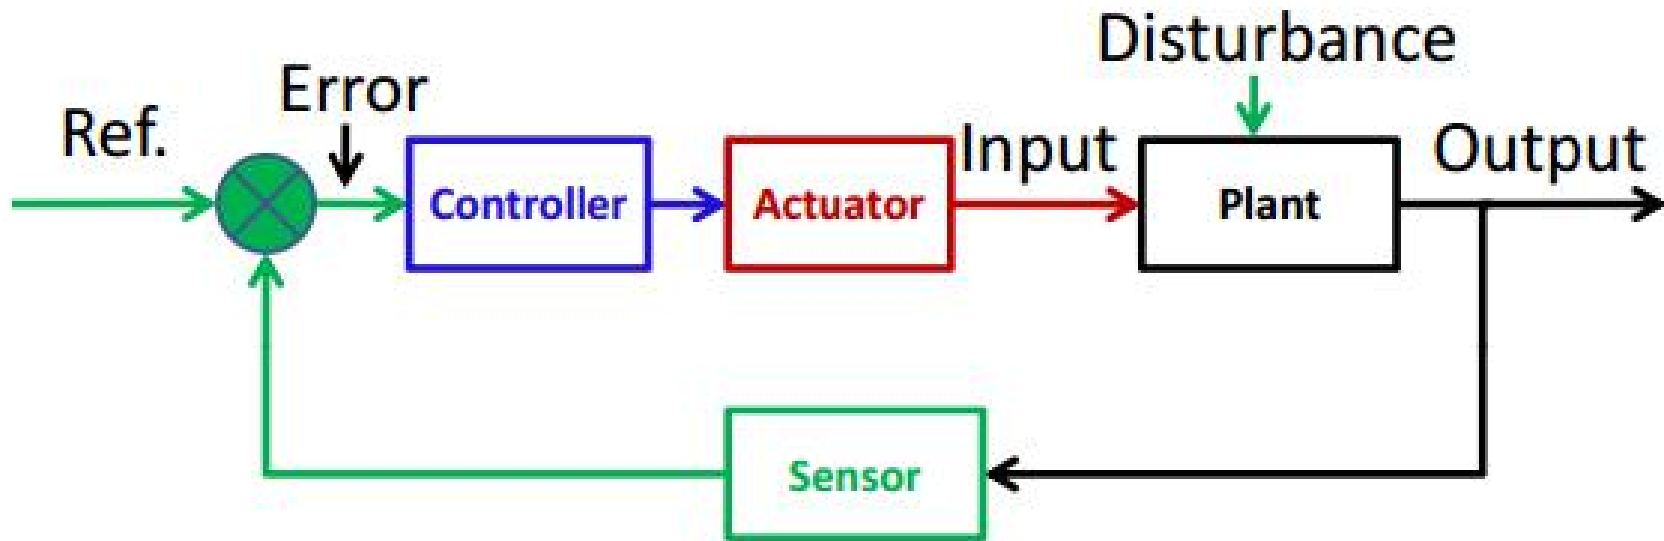 Disturbance
Error
Ref.
Input
Output
Controller
Actuator
Plant
Sensor